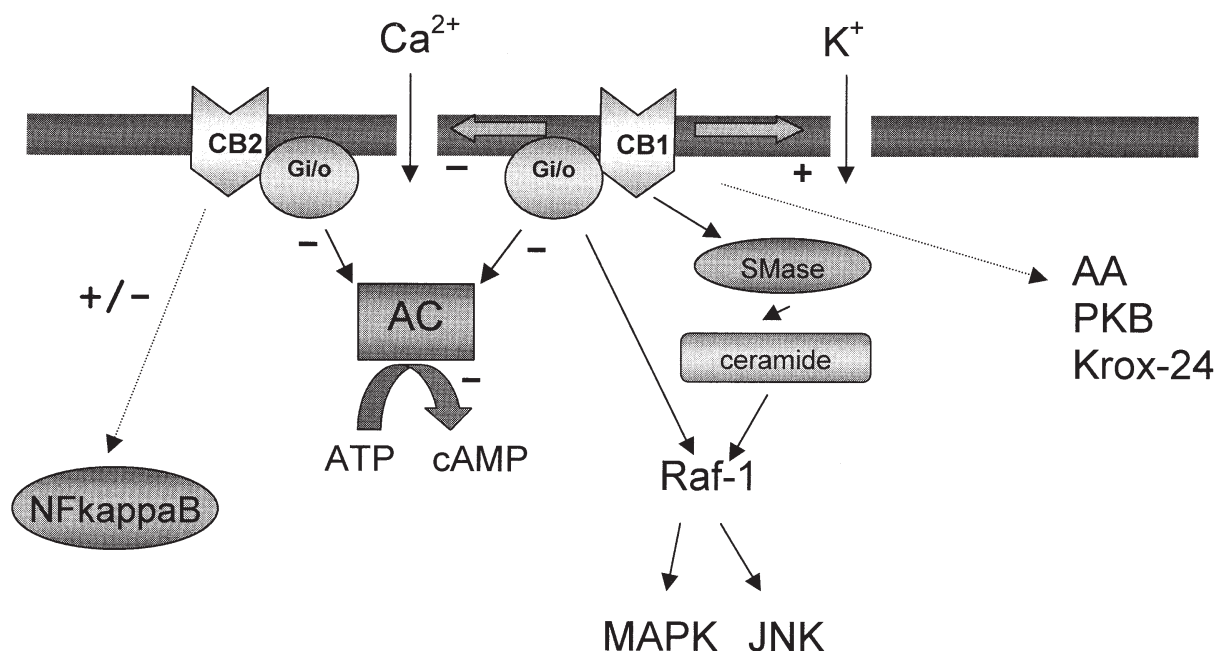 Ca2+
K+
CB2
CB1
Gi/o
Gi/o
−
+
−
−
SMase
+/−
AC
AA
PKB
Krox-24
ceramide
−
ATP
cAMP
Raf-1
NFkappaB
MAPK
JNK